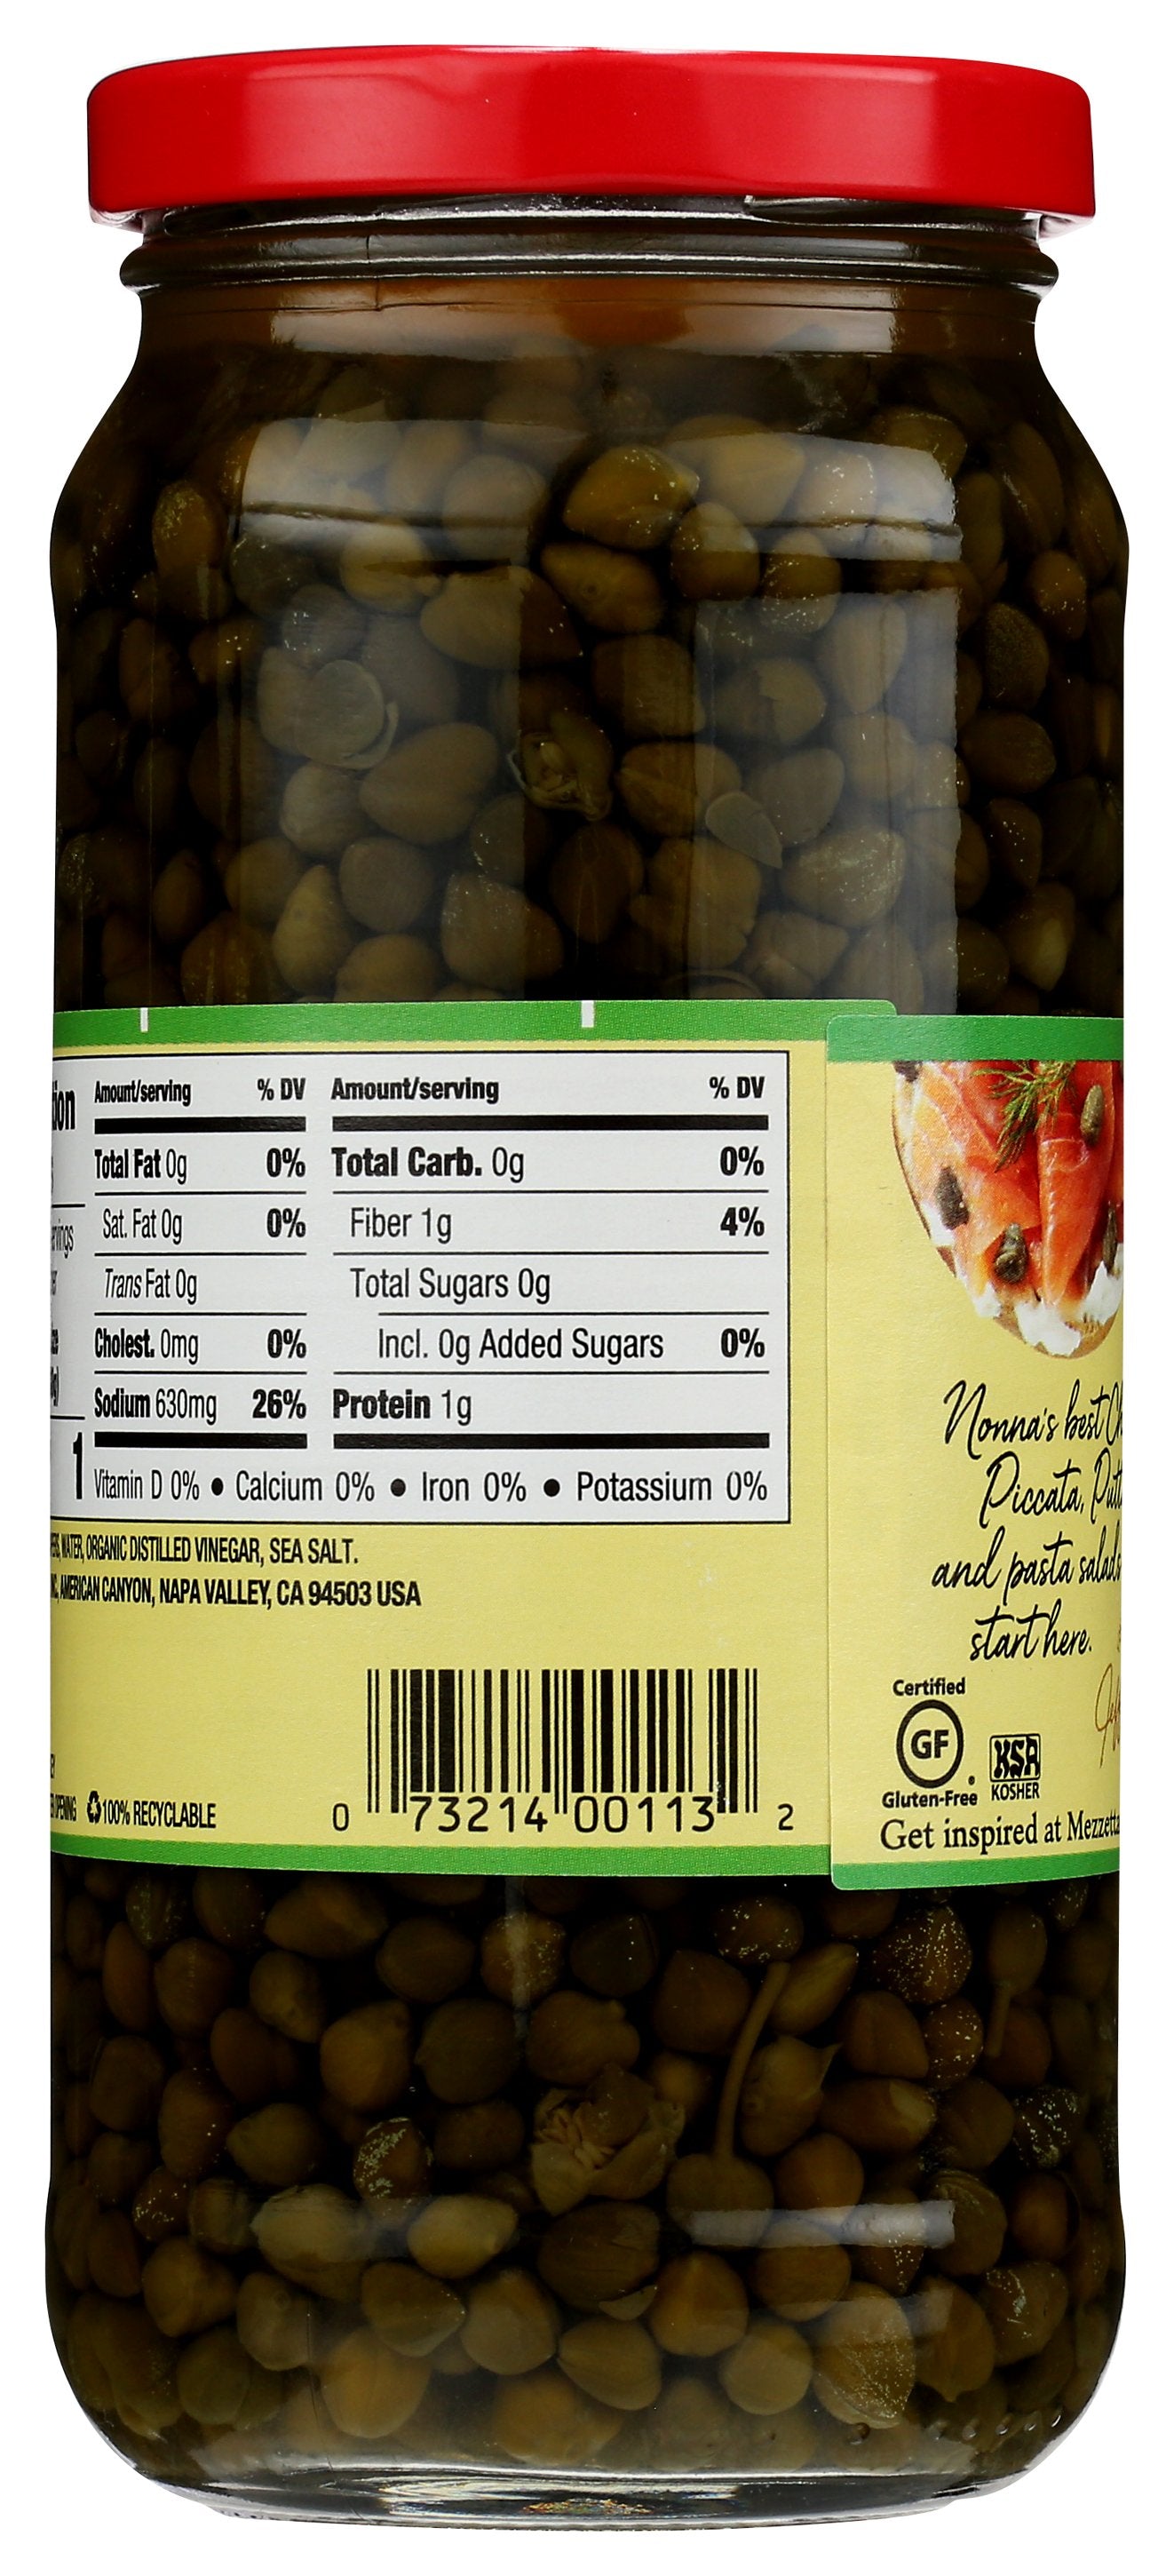 Amount/serving % DV Amount/serving % DV
Total Fat 0g 0% Total Carb. 0g 0%
Sat. Fat 0g 0% Fiber 1g 4%
Trans Fat 0g Total Sugars 0g
Cholest. 0mg 0% Incl. 0g Added Sugars 0%
Sodium 630mg 26% Protein 1g
Vitamin D 0% ● Calcium 0% ● Iron 0% ● Potassium 0%
WATER, ORGANIC DISTILLED VINEGAR, SEA SALT.
AMERICAN CANYON, NAPA VALLEY, CA 94503 USA
100% RECYCLABLE
0 73214 00113 2
Nonna's best
Piccata,
and pasta salads
start here.
Certified
GF
Gluten-Free
KSA
KOSHER
Get inspired at Mezzetta